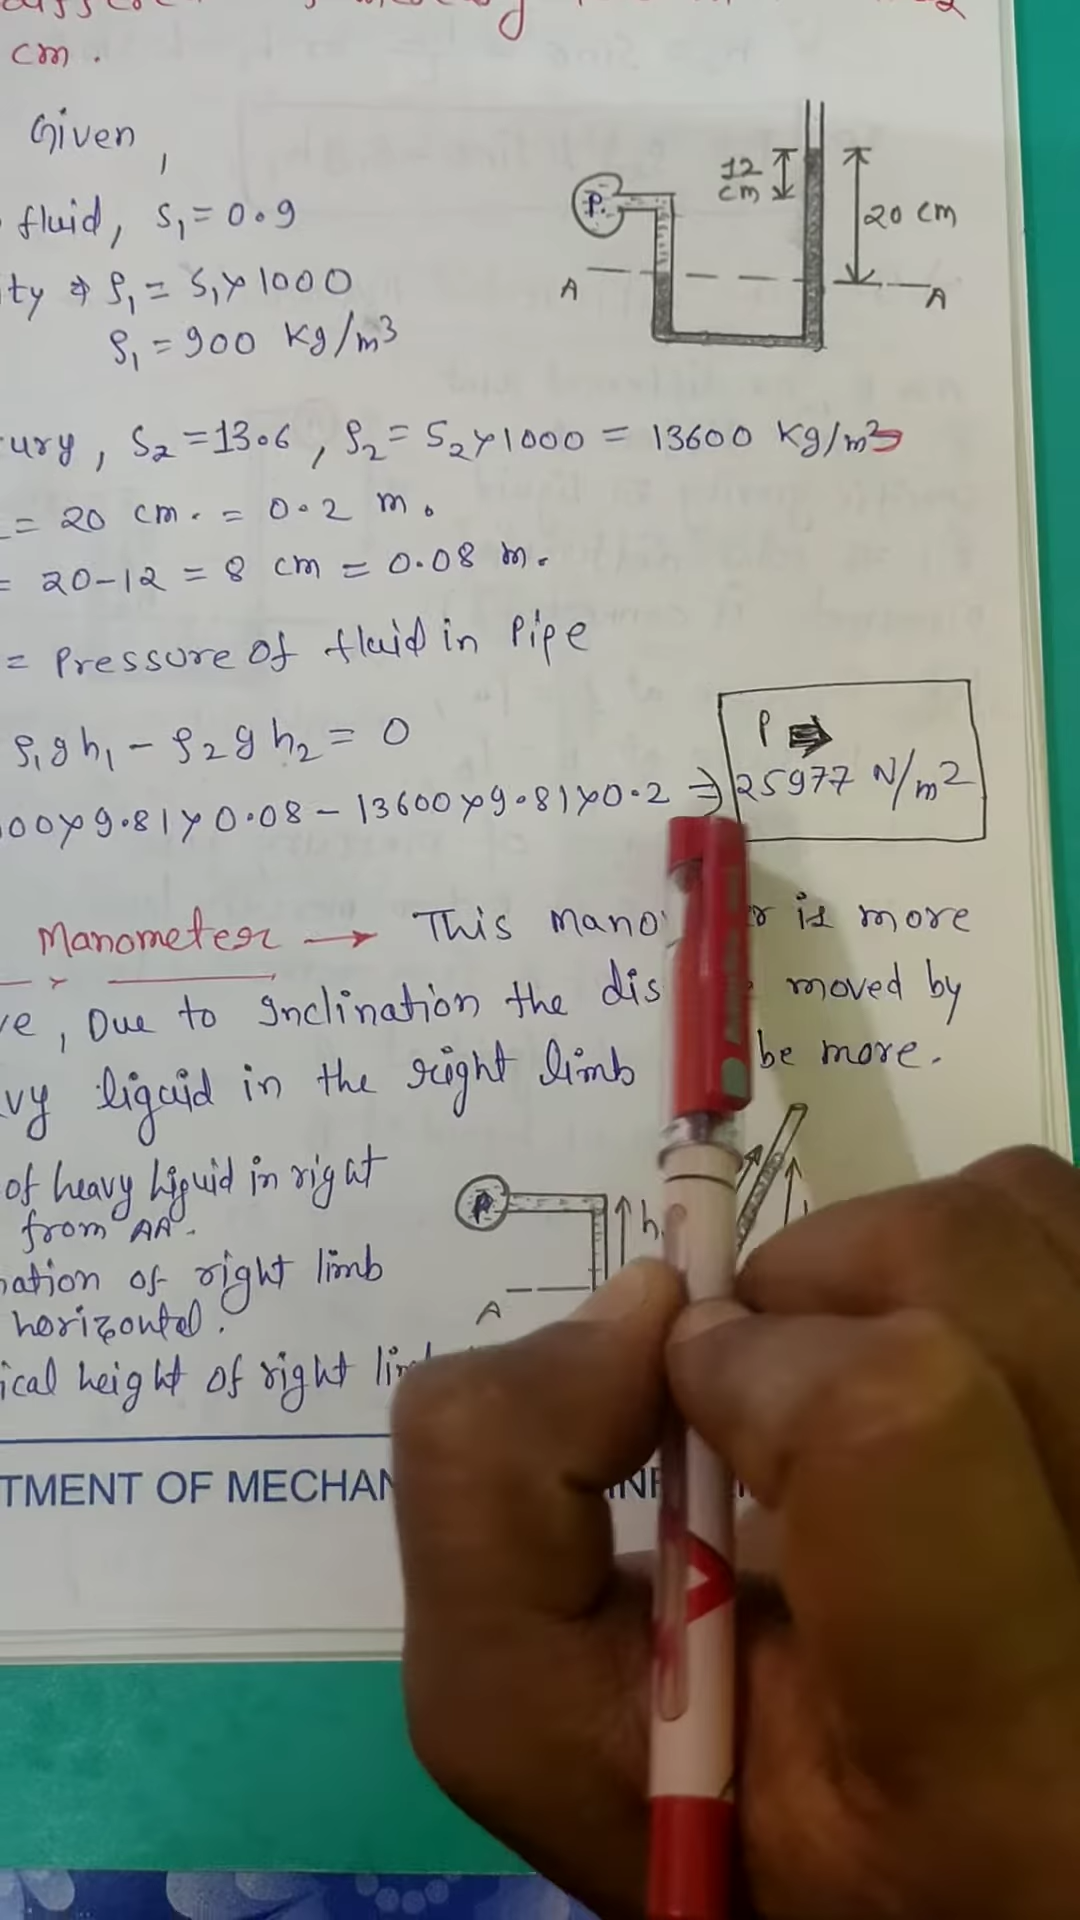 cm.
Given,
12
cm
P.
fluid, S₁ = 0.9
20 cm
A
A
ity ⇒ ρ₁ = S₁ × 1000
ρ₁ = 900 Kg/m³
ury, S₂ = 13.6, ρ₂ = S₂ × 1000 = 13600 Kg/m³
= 20 cm. = 0.2 m.
= 20-12 = 8 cm = 0.08 m.
= Pressure Of fluid in Pipe
ρ₁gh₁ - ρ₂gh₂ = 0
P ⇒
00 × 9.81 × 0.08 - 13600 × 9.81 × 0.2 ⇒ 25977 N/m²
Manometer → This mano r is more
ve, Due to Inclination the dis moved by
vy liquid in the right limb be more.
of heavy liquid in right
from AA.
P
h
nation of right limb
horizontal.
A
ical height of right
TMENT OF MECHAN